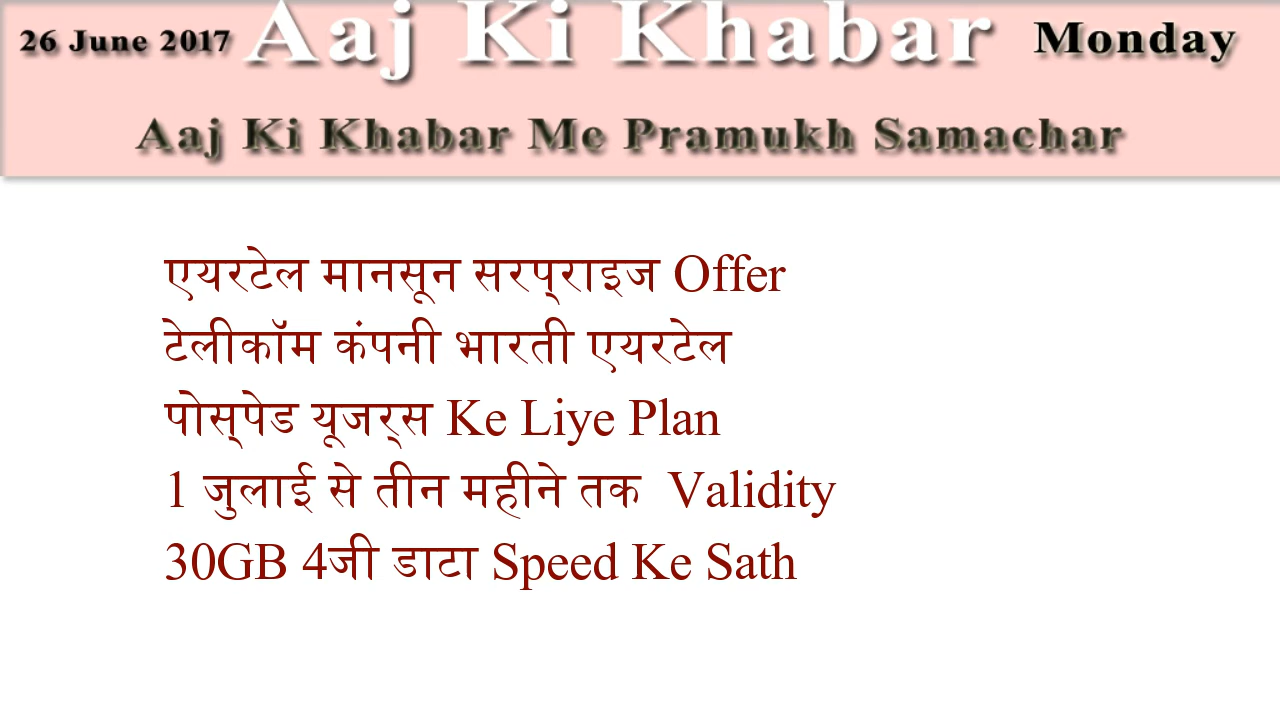 26 June 2017 Aaj Ki Khabar Monday
Aaj Ki Khabar Me Pramukh Samachar
एयरटेल मानसून सरप्‌राइज Offer
टेलीकॉम कंपनी भारती एयरटेल
पोस्‌पेड यूजर्‌स Ke Liye Plan
1 जुलाई से तीन महीने तक Validity
30GB 4जी डाटा Speed Ke Sath